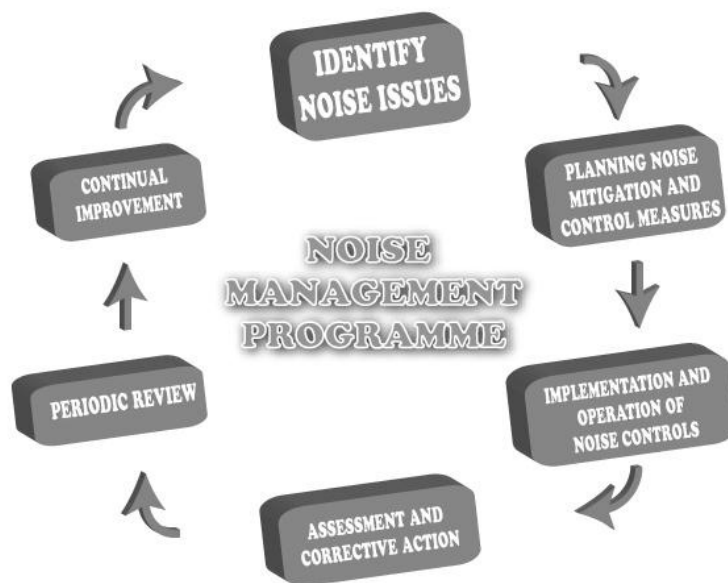 IDENTIFY
NOISE ISSUES
PLANNING NOISE
MITIGATION AND
CONTROL MEASURES
IMPLEMENTATION AND
OPERATION OF
NOISE CONTROLS
ASSESSMENT AND
CORRECTIVE ACTION
PERIODIC REVIEW
CONTINUAL
IMPROVEMENT
NOISE
MANAGEMENT
PROGRAMME